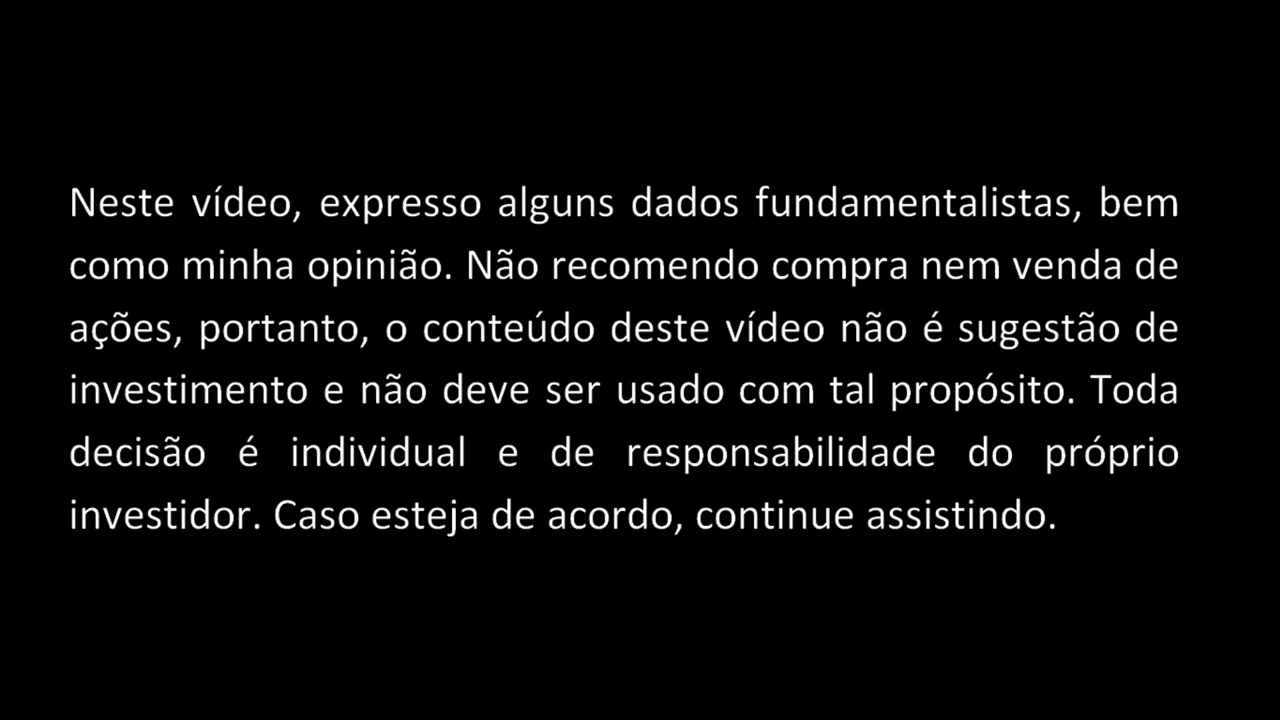 Neste vídeo, expresso alguns dados fundamentalistas, bem
como minha opinião. Não recomendo compra nem venda de
ações, portanto, o conteúdo deste vídeo não é sugestão de
investimento e não deve ser usado com tal propósito. Toda
decisão é individual e de responsabilidade do próprio
investidor. Caso esteja de acordo, continue assistindo.